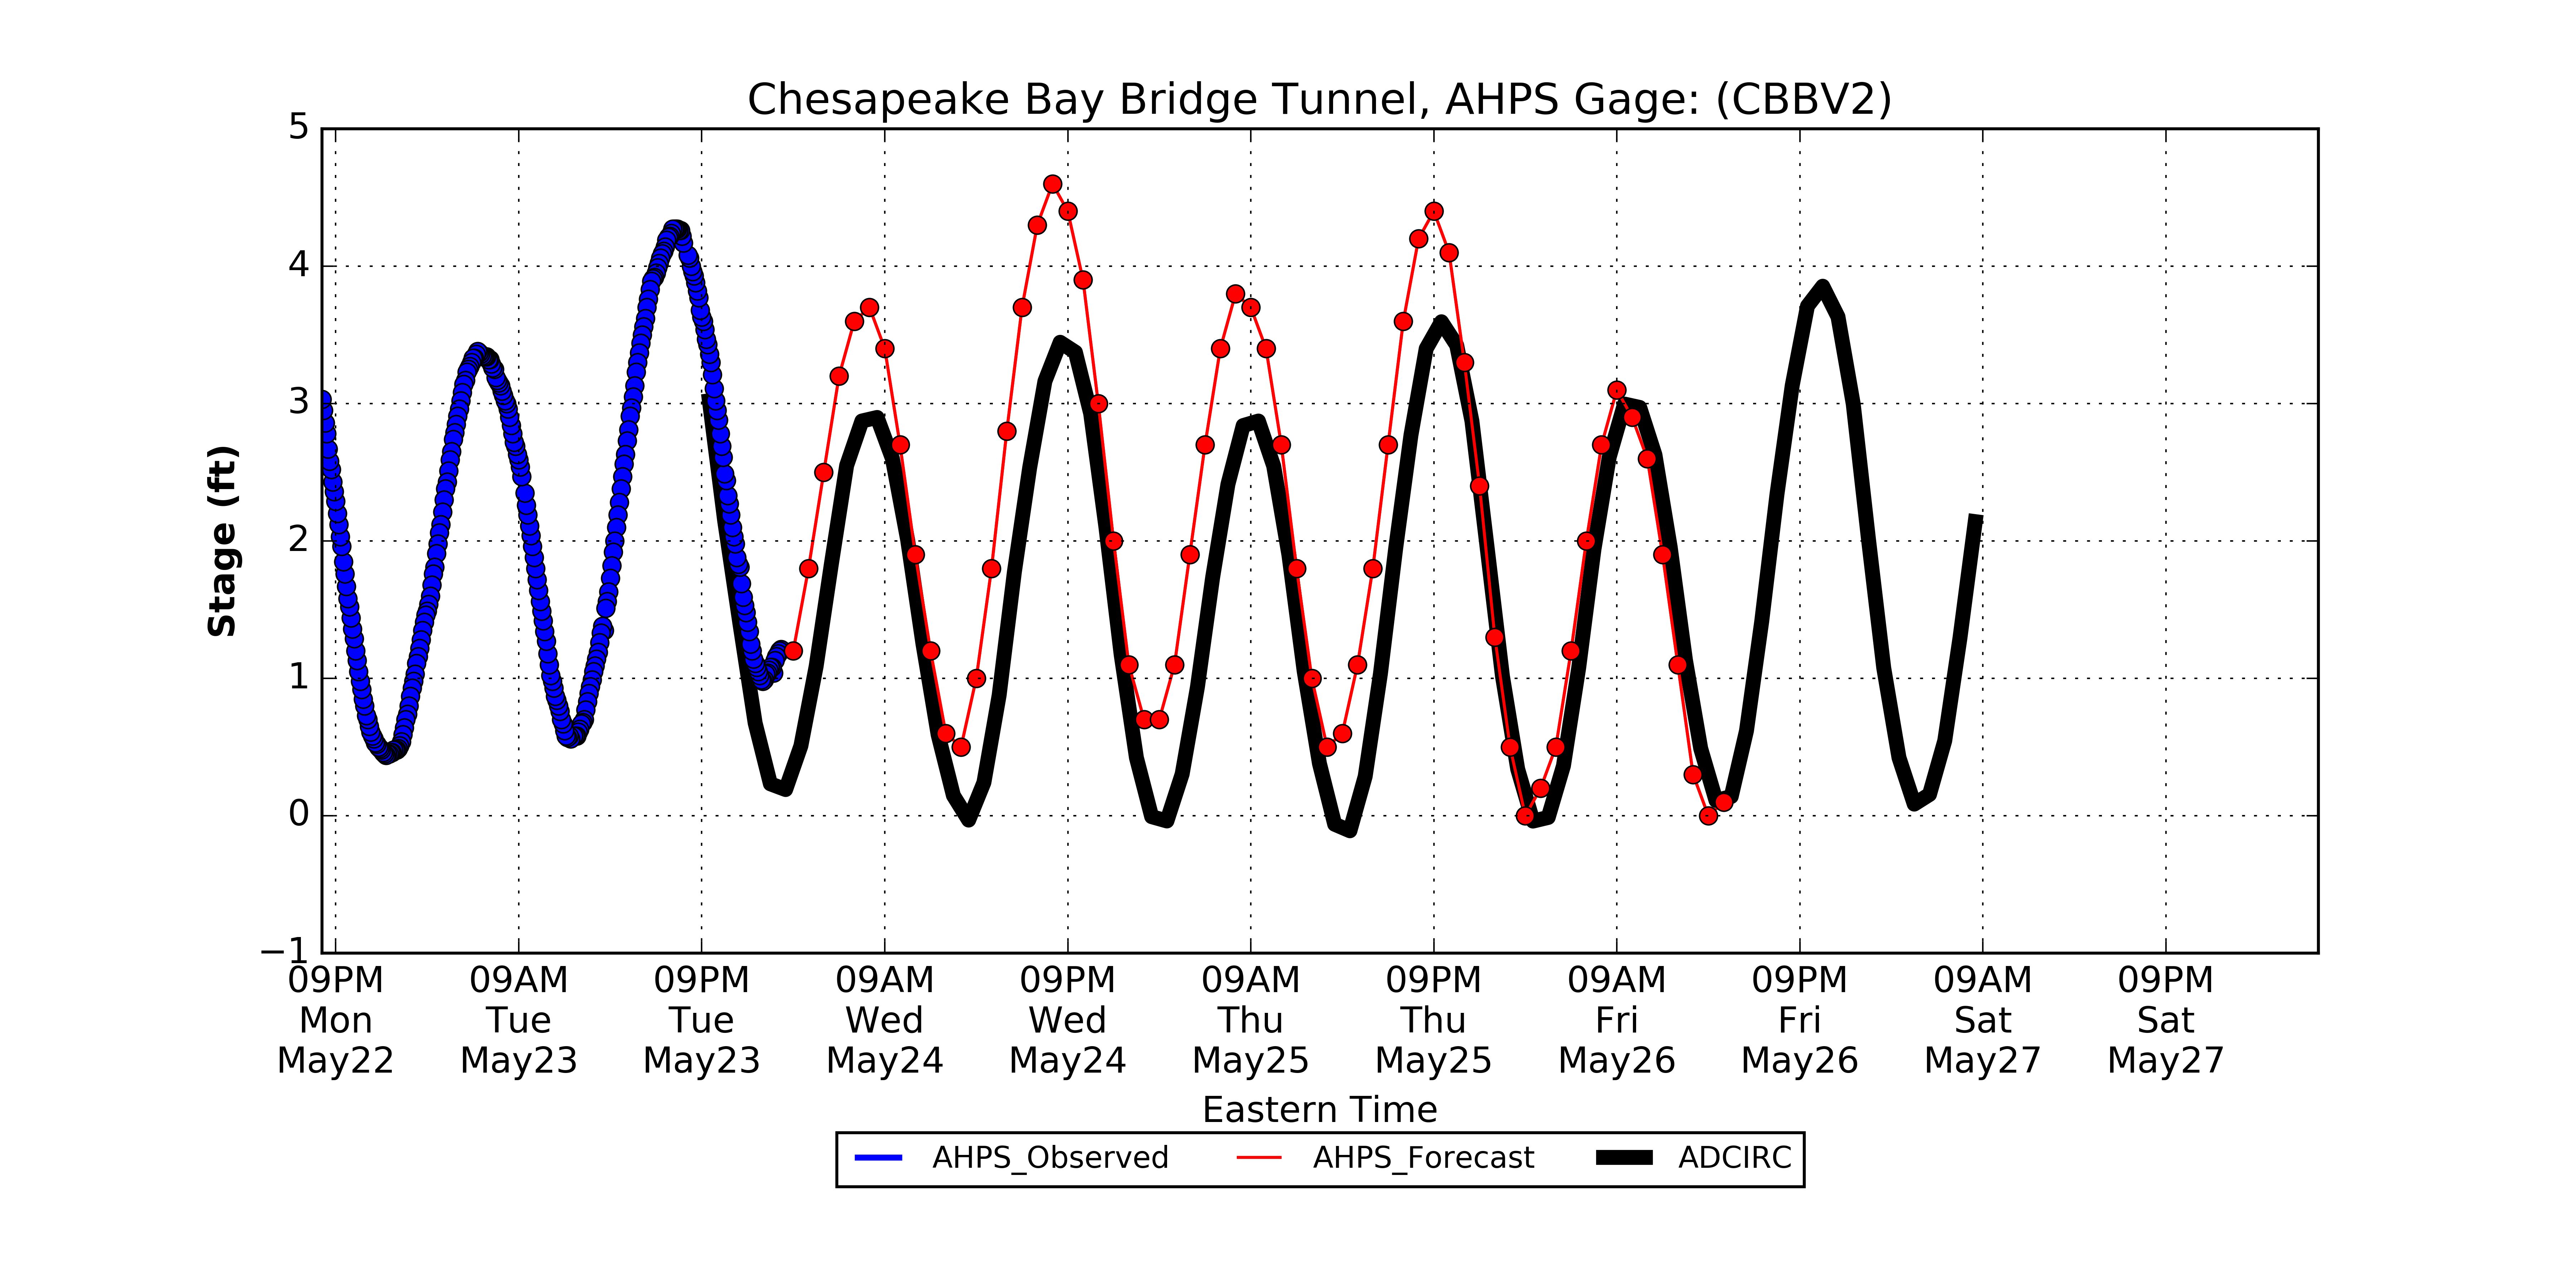 Chesapeake Bay Bridge Tunnel, AHPS Gage: (CBBV2)
5
4
3
2
1
0
−1
Stage (ft)
09PM 09AM 09PM 09AM 09PM 09AM 09PM 09AM 09PM 09AM 09PM
Mon Tue Tue Wed Wed Thu Thu Fri Fri Sat Sat
May22 May23 May23 May24 May24 May25 May25 May26 May26 May27 May27
Eastern Time
AHPS_Observed AHPS_Forecast ADCIRC